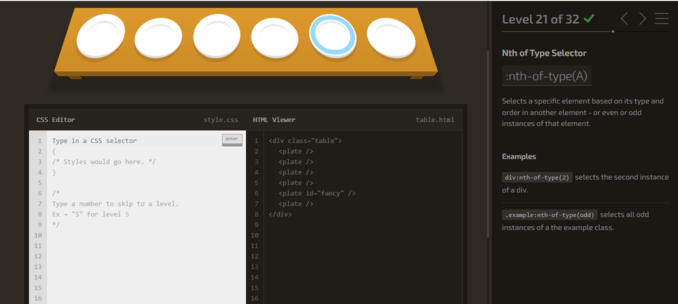 Level 21 of 32
Nth of Type Selector
:nth-of-type(A)
Selects a specific element based on its type and
order in another element - or even or odd
instances of that element.
Examples
div:nth-of-type(2) selects the second instance
of a div.
.example:nth-of-type(odd) selects all odd
instances of a the example class.
CSS Editor style.css
1 Type in a CSS selector enter
2 {
3 /* Styles would go here. */
4 }
5
6 /*
7 Type a number to skip to a level.
8 Ex → "5" for level 5
9 */
10
11
12
13
14
15
16
HTML Viewer table.html
1 <div class="table">
2 <plate />
3 <plate />
4 <plate />
5 <plate />
6 <plate id="fancy" />
7 <plate />
8 </div>
9
10
11
12
13
14
15
16